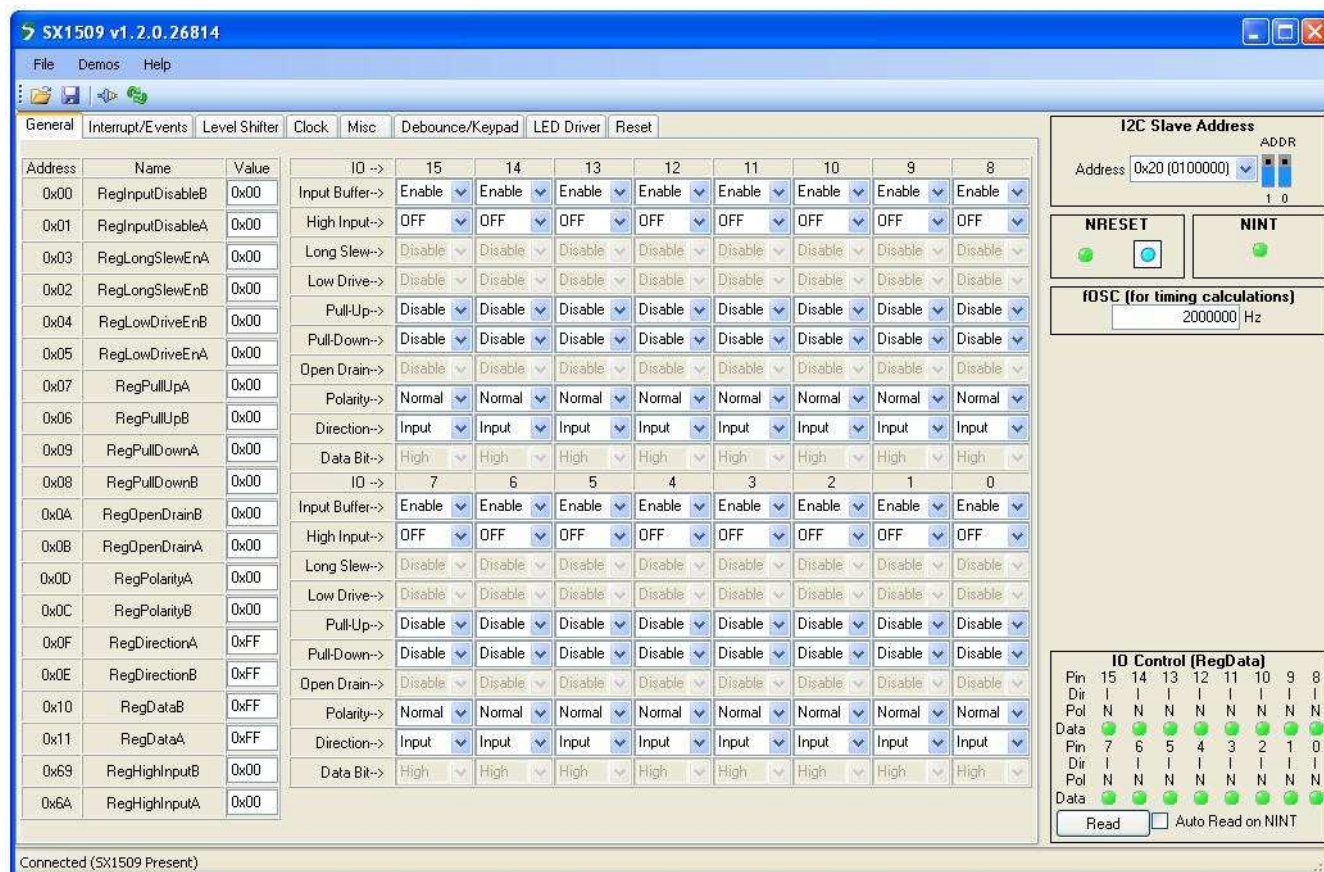 SX1509 v1.2.0.26814
File Demos Help
General Interrupt/Events Level Shifter Clock Misc Debounce/Keypad LED Driver Reset
Address Name Value
0x00 RegInputDisableB 0x00
0x01 RegInputDisableA 0x00
0x03 RegLongSlewEnA 0x00
0x02 RegLongSlewEnB 0x00
0x04 RegLowDriveEnB 0x00
0x05 RegLowDriveEnA 0x00
0x07 RegPullUpA 0x00
0x06 RegPullUpB 0x00
0x09 RegPullDownA 0x00
0x08 RegPullDownB 0x00
0x0A RegOpenDrainB 0x00
0x0B RegOpenDrainA 0x00
0x0D RegPolarityA 0x00
0x0C RegPolarityB 0x00
0x0F RegDirectionA 0xFF
0x0E RegDirectionB 0xFF
0x10 RegDataB 0xFF
0x11 RegDataA 0xFF
0x69 RegHighInputB 0x00
0x6A RegHighInputA 0x00
IO --> 15 14 13 12 11 10 9 8
Input Buffer--> Enable Enable Enable Enable Enable Enable Enable Enable
High Input--> OFF OFF OFF OFF OFF OFF OFF OFF
Long Slew--> Disable Disable Disable Disable Disable Disable Disable Disable
Low Drive--> Disable Disable Disable Disable Disable Disable Disable Disable
Pull-Up--> Disable Disable Disable Disable Disable Disable Disable Disable
Pull-Down--> Disable Disable Disable Disable Disable Disable Disable Disable
Open Drain--> Disable Disable Disable Disable Disable Disable Disable Disable
Polarity--> Normal Normal Normal Normal Normal Normal Normal Normal
Direction--> Input Input Input Input Input Input Input Input
Data Bit--> High High High High High High High High
IO --> 7 6 5 4 3 2 1 0
Input Buffer--> Enable Enable Enable Enable Enable Enable Enable Enable
High Input--> OFF OFF OFF OFF OFF OFF OFF OFF
Long Slew--> Disable Disable Disable Disable Disable Disable Disable Disable
Low Drive--> Disable Disable Disable Disable Disable Disable Disable Disable
Pull-Up--> Disable Disable Disable Disable Disable Disable Disable Disable
Pull-Down--> Disable Disable Disable Disable Disable Disable Disable Disable
Open Drain--> Disable Disable Disable Disable Disable Disable Disable Disable
Polarity--> Normal Normal Normal Normal Normal Normal Normal Normal
Direction--> Input Input Input Input Input Input Input Input
Data Bit--> High High High High High High High High
I2C Slave Address
ADDR
Address 0x20 (0100000)
1 0
NRESET NINT
fOSC (for timing calculations)
2000000 Hz
IO Control (RegData)
Pin 15 14 13 12 11 10 9 8
Dir I I I I I I I I
Pol N N N N N N N N
Data
Pin 7 6 5 4 3 2 1 0
Dir I I I I I I I I
Pol N N N N N N N N
Data
Read Auto Read on NINT
Connected (SX1509 Present)